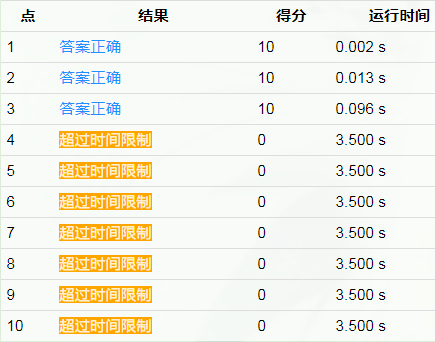 点 结果 得分 运行时间
1 答案正确 10 0.002 s
2 答案正确 10 0.013 s
3 答案正确 10 0.096 s
4 超过时间限制 0 3.500 s
5 超过时间限制 0 3.500 s
6 超过时间限制 0 3.500 s
7 超过时间限制 0 3.500 s
8 超过时间限制 0 3.500 s
9 超过时间限制 0 3.500 s
10 超过时间限制 0 3.500 s